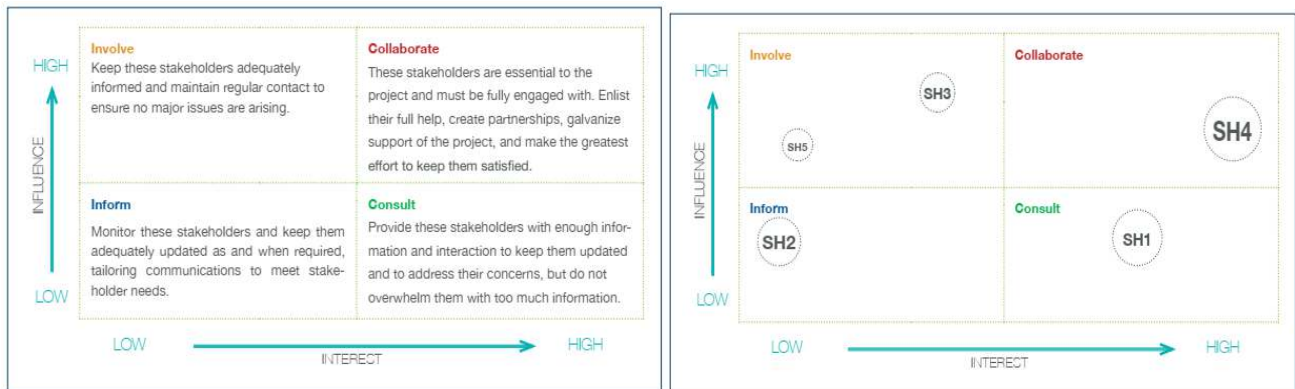 HIGH
INFLUENCE
LOW
Involve
Keep these stakeholders adequately
informed and maintain regular contact to
ensure no major issues are arising.
Collaborate
These stakeholders are essential to the
project and must be fully engaged with. Enlist
their full help, create partnerships, galvanize
support of the project, and make the greatest
effort to keep them satisfied.
Inform
Monitor these stakeholders and keep them
adequately updated as and when required,
tailoring communications to meet stake-
holder needs.
Consult
Provide these stakeholders with enough infor-
mation and interaction to keep them updated
and to address their concerns, but do not
overwhelm them with too much information.
LOW
INTEREST
HIGH
HIGH
INFLUENCE
LOW
Involve
SH3
SH5
Collaborate
SH4
Inform
SH2
Consult
SH1
LOW
INTEREST
HIGH